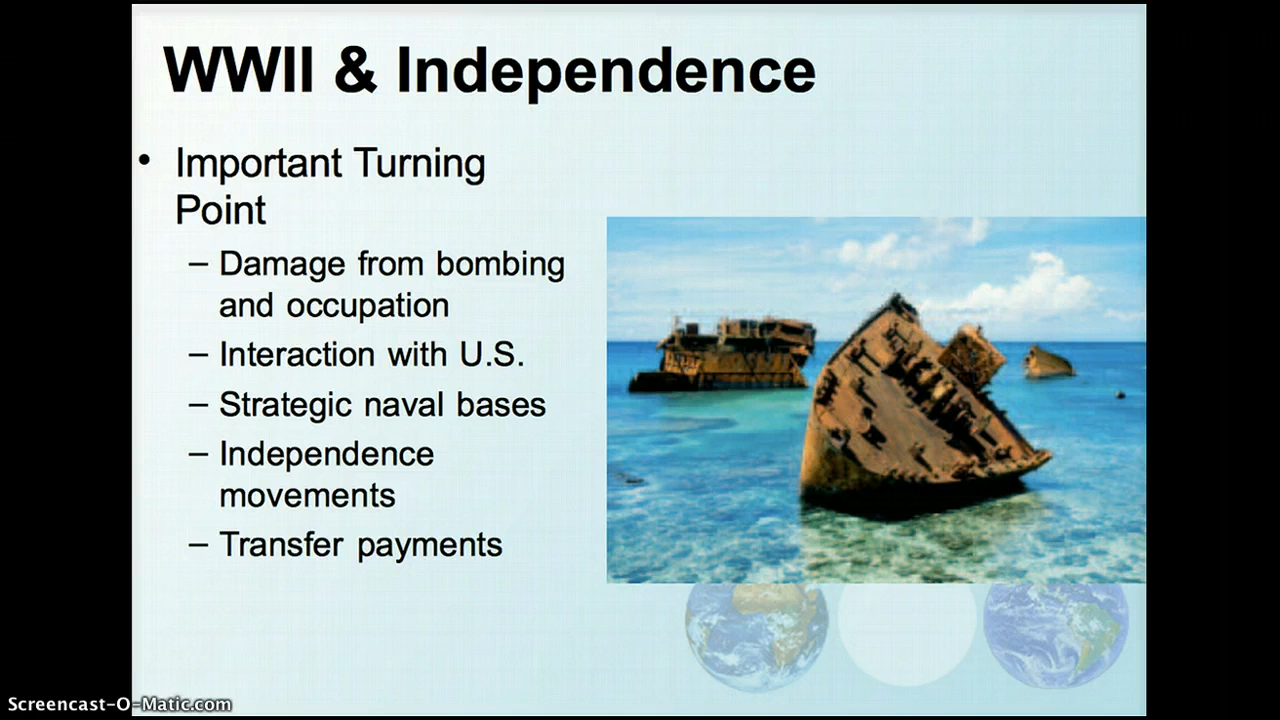 WWII & Independence
• Important Turning
Point
– Damage from bombing
and occupation
– Interaction with U.S.
– Strategic naval bases
– Independence
movements
– Transfer payments
Screencast-O-Matic.com